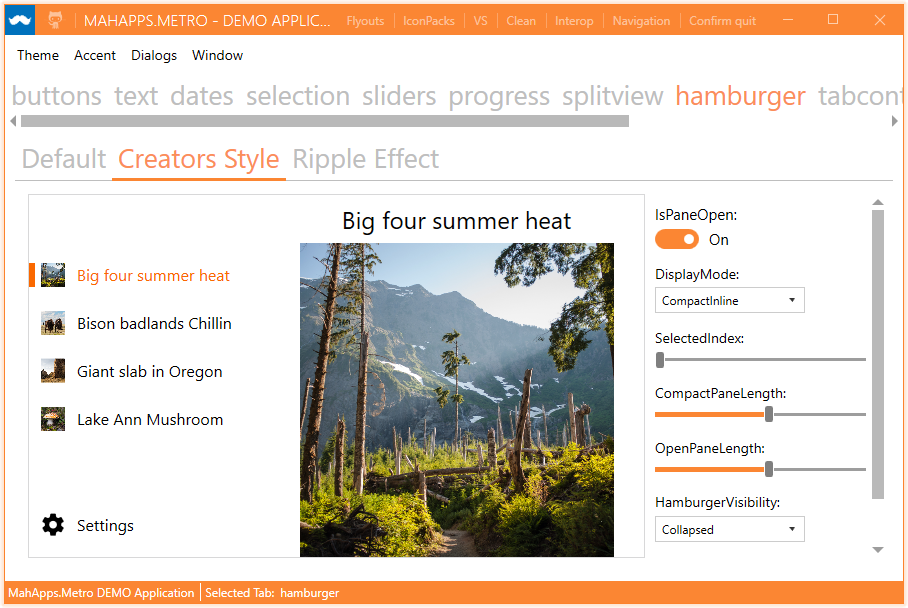 MAHAPPS.METRO - DEMO APPLIC... Flyouts IconPacks VS Clean Interop Navigation Confirm quit
Theme Accent Dialogs Window
buttons text dates selection sliders progress splitview hamburger tabcont
Default Creators Style Ripple Effect
Big four summer heat
Big four summer heat
Bison badlands Chillin
Giant slab in Oregon
Lake Ann Mushroom
Settings
IsPaneOpen:
On
DisplayMode:
CompactInline
SelectedIndex:
CompactPaneLength:
OpenPaneLength:
HamburgerVisibility:
Collapsed
MahApps.Metro DEMO Application Selected Tab: hamburger